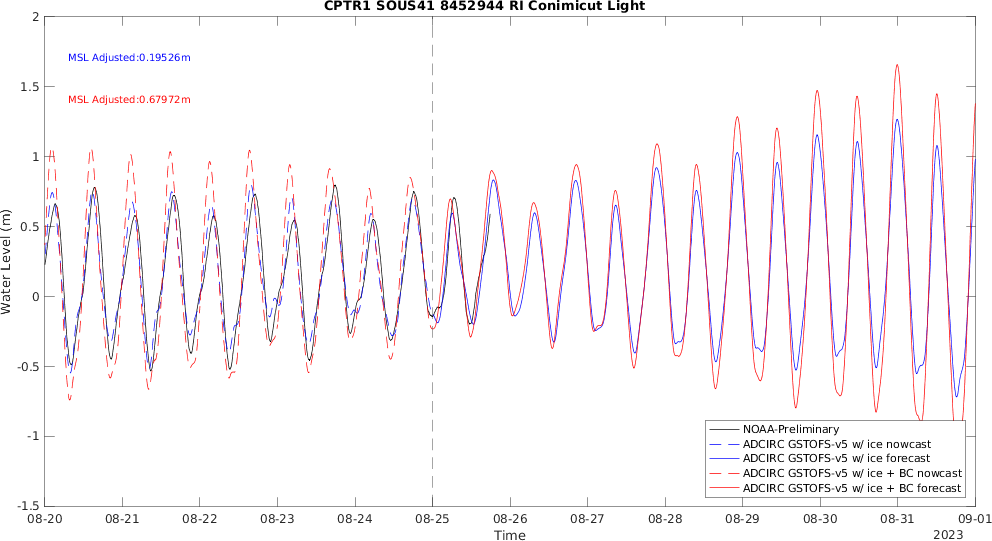 CPTR1 SOUS41 8452944 RI Conimicut Light
2
1.5
1
0.5
0
-0.5
-1
-1.5
Water Level (m)
MSL Adjusted:0.19526m
MSL Adjusted:0.67972m
NOAA-Preliminary
ADCIRC GSTOFS-v5 w/ ice nowcast
ADCIRC GSTOFS-v5 w/ ice forecast
ADCIRC GSTOFS-v5 w/ ice + BC nowcast
ADCIRC GSTOFS-v5 w/ ice + BC forecast
08-20 08-21 08-22 08-23 08-24 08-25 08-26 08-27 08-28 08-29 08-30 08-31 09-01
Time
2023